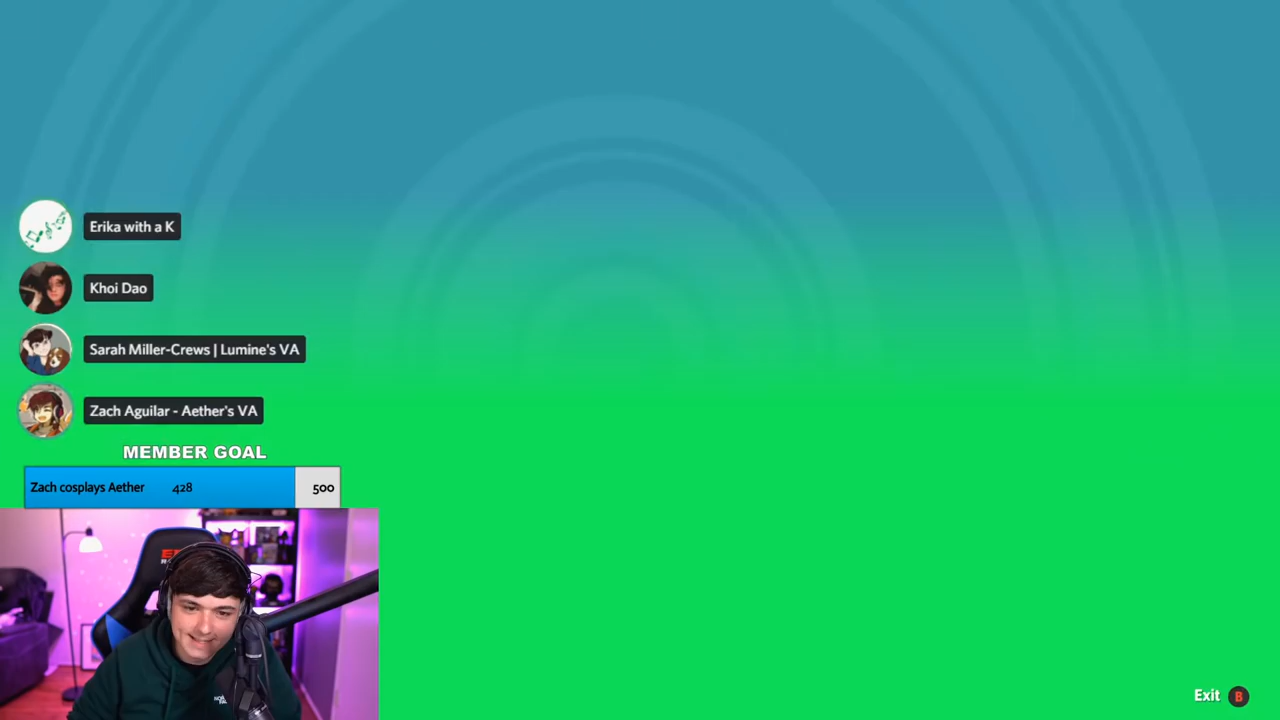 Erika with a K
Khoi Dao
Sarah Miller-Crews | Lumine's VA
Zach Aguilar - Aether's VA
MEMBER GOAL
Zach cosplays Aether 428 500
Exit B